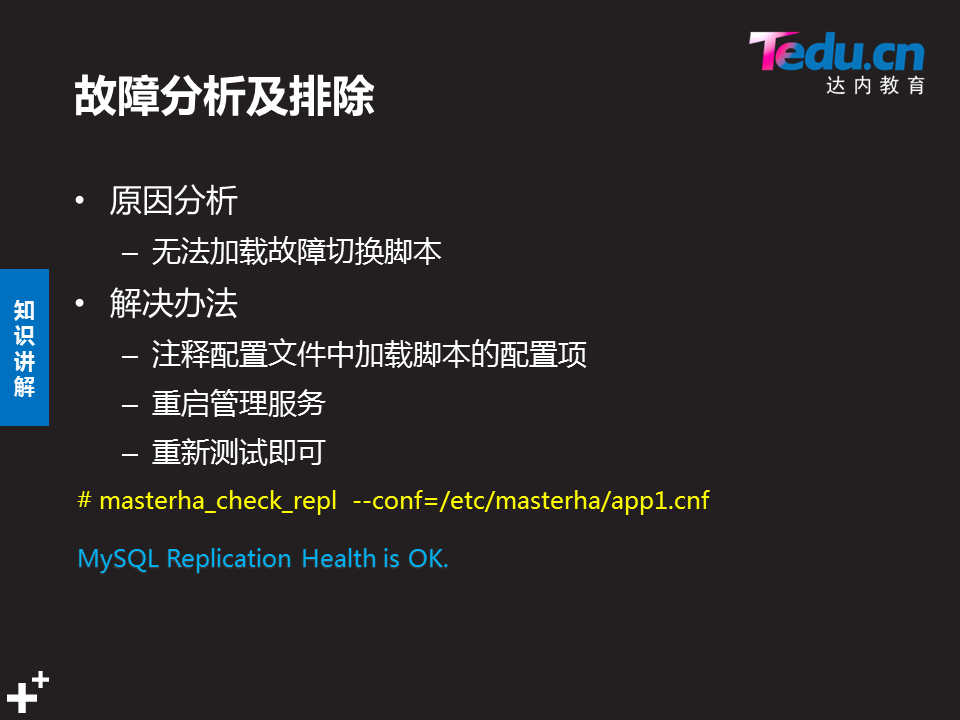 Tedu.cn
达内教育
故障分析及排除
• 原因分析
– 无法加载故障切换脚本
• 解决办法
– 注释配置文件中加载脚本的配置项
– 重启管理服务
– 重新测试即可
# masterha_check_repl --conf=/etc/masterha/app1.cnf
MySQL Replication Health is OK.
知
识
讲
解